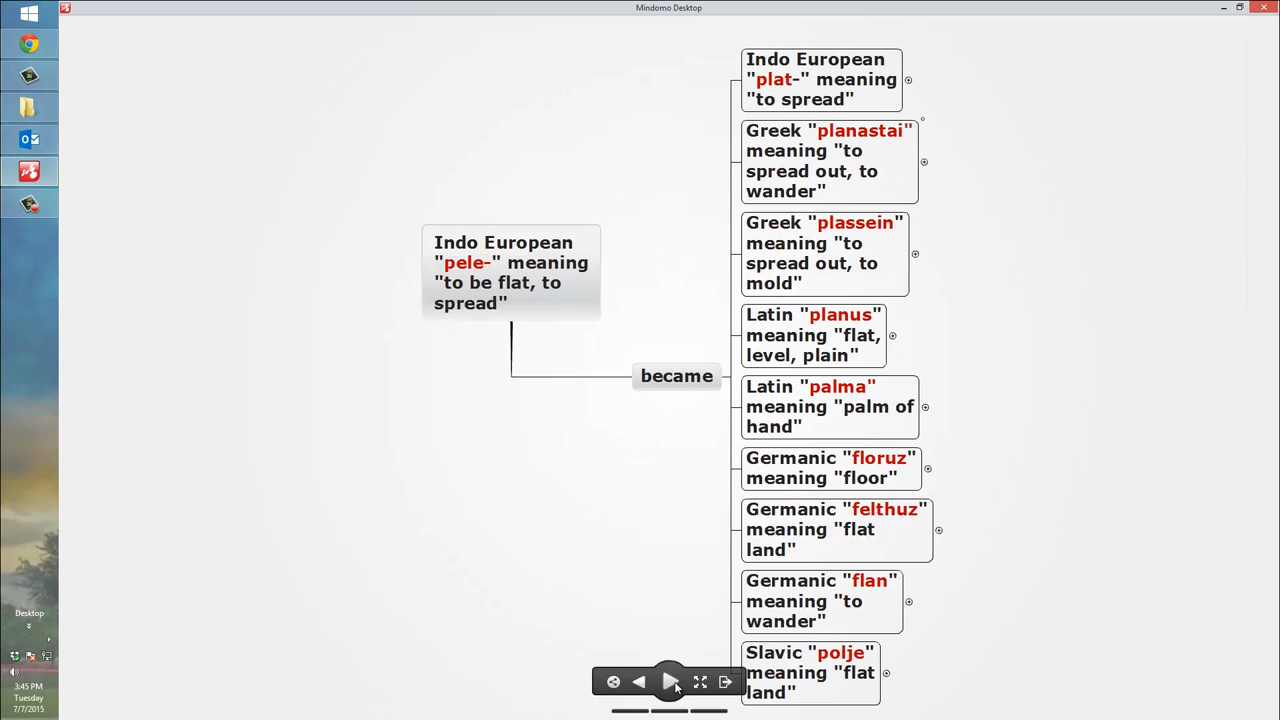 Mindomo Desktop
Indo European
"pele-" meaning
"to be flat, to
spread"
became
Indo European
"plat-" meaning
"to spread"
Greek "planastai"
meaning "to
spread out, to
wander"
Greek "plassein"
meaning "to
spread out, to
mold"
Latin "planus"
meaning "flat,
level, plain"
Latin "palma"
meaning "palm of
hand"
Germanic "floruz"
meaning "floor"
Germanic "felthuz"
meaning "flat
land"
Germanic "flan"
meaning "to
wander"
Slavic "polje"
meaning "flat
land"
Desktop
3:45 PM
Tuesday
7/7/2015